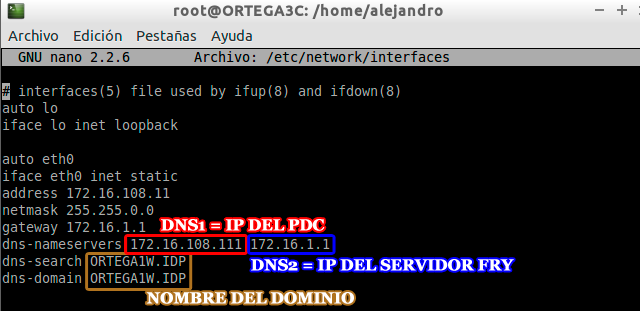 root@ORTEGA3C: /home/alejandro
Archivo Edición Pestañas Ayuda
GNU nano 2.2.6 Archivo: /etc/network/interfaces
# interfaces(5) file used by ifup(8) and ifdown(8)
auto lo
iface lo inet loopback
auto eth0
iface eth0 inet static
address 172.16.108.11
netmask 255.255.0.0
gateway 172.16.1.1 DNS1 = IP DEL PDC
dns-nameservers 172.16.108.111 172.16.1.1
dns-search ORTEGA1W.IDP DNS2 = IP DEL SERVIDOR FRY
dns-domain ORTEGA1W.IDP
NOMBRE DEL DOMINIO